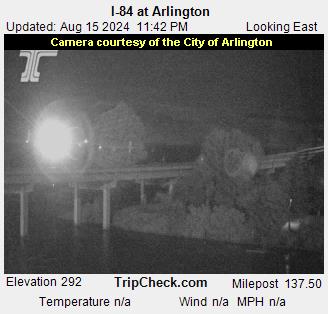 I-84 at Arlington
Updated: Aug 15 2024 11:42 PM Looking East
Camera courtesy of the City of Arlington
Elevation 292 TripCheck.com Milepost 137.50
Temperature n/a Wind n/a MPH n/a